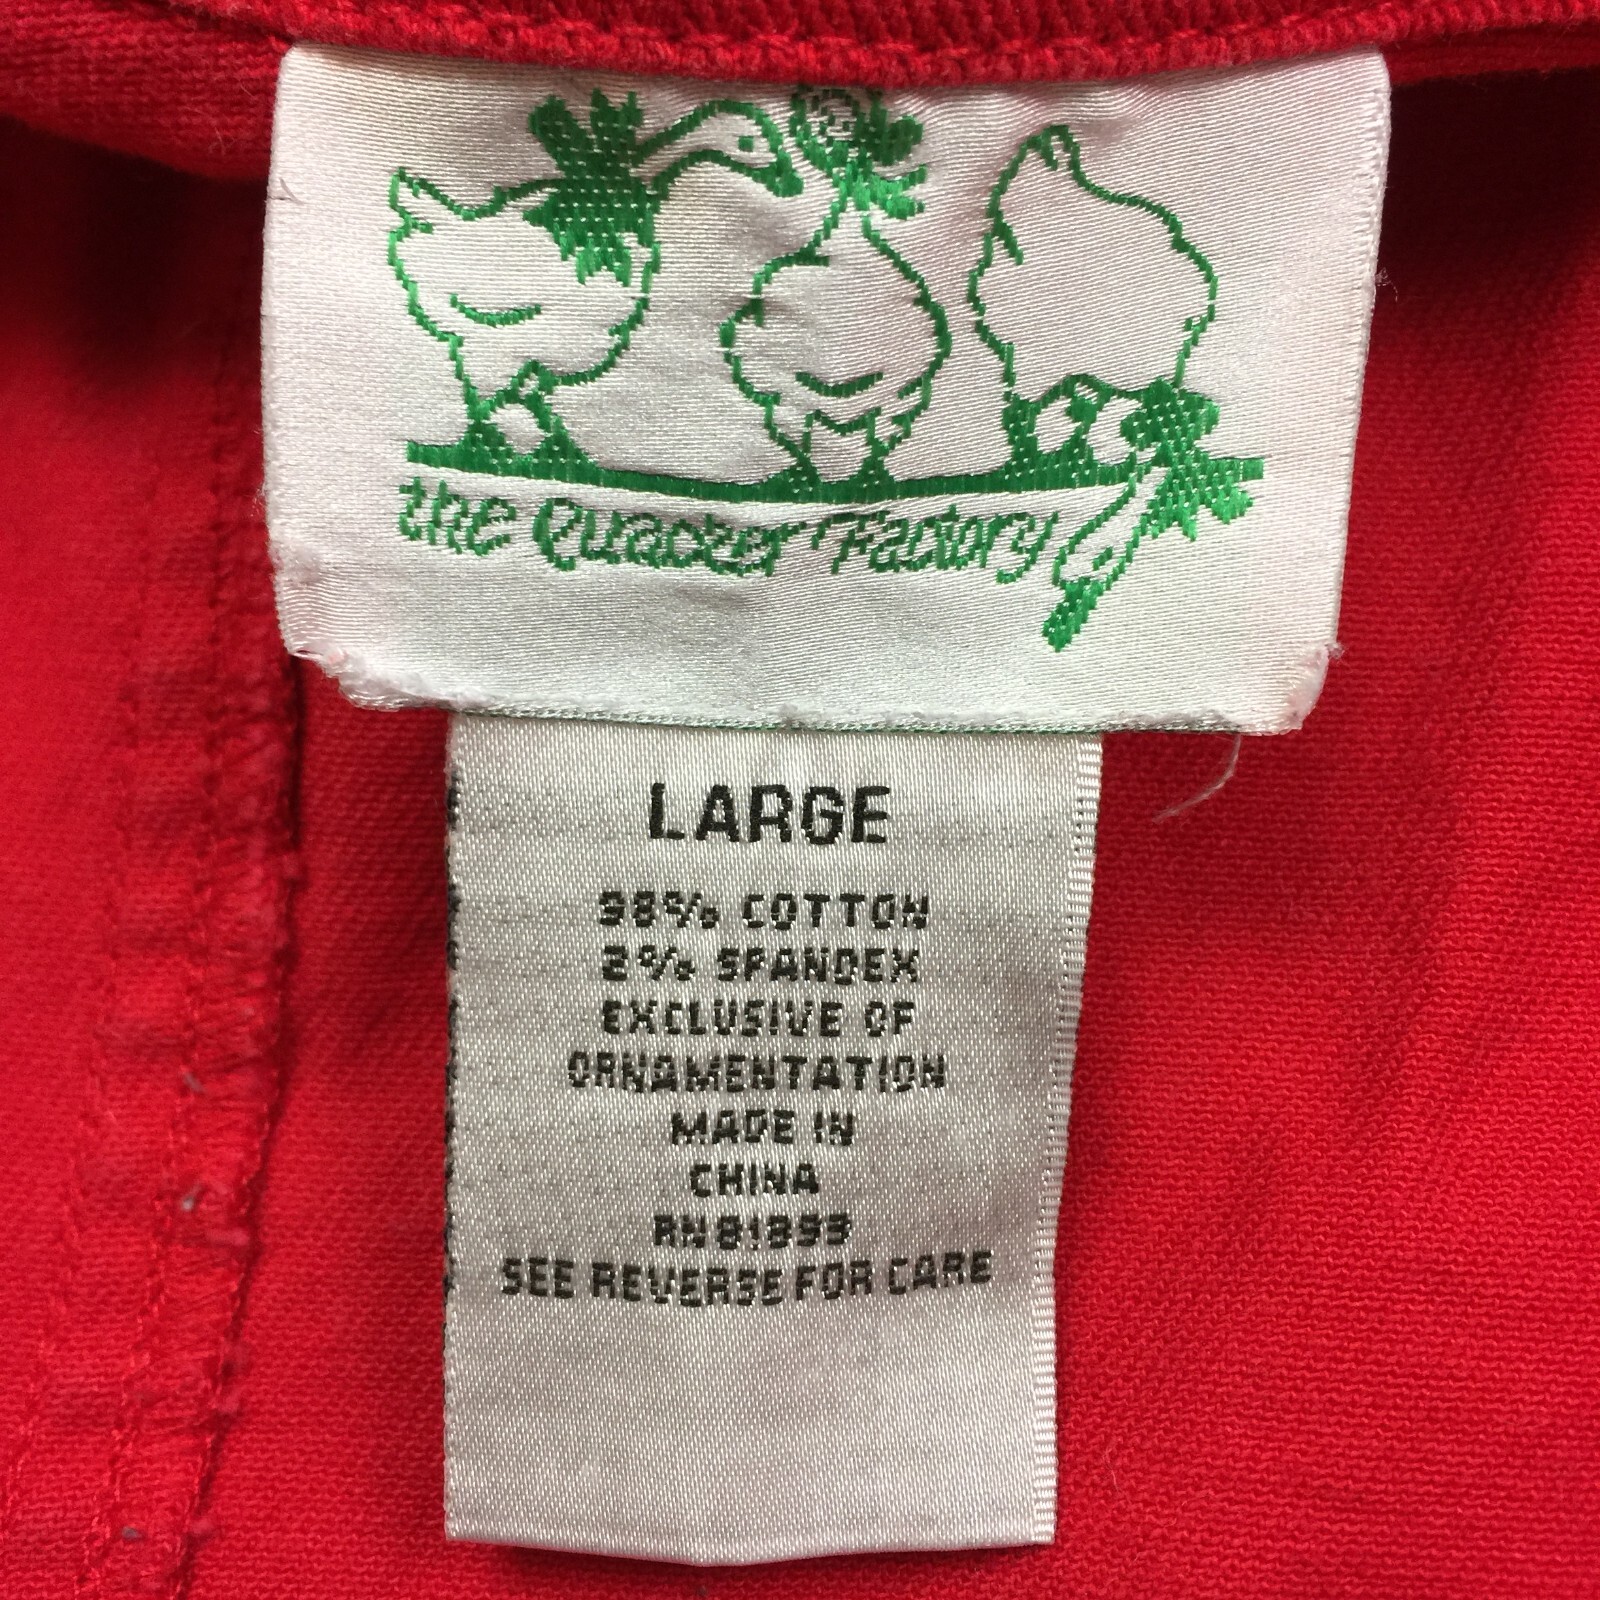 the Quacker Factory
LARGE
98% COTTON
2% SPANDEX
EXCLUSIVE OF
ORNAMENTATION
MADE IN
CHINA
RN 81899
SEE REVERSE FOR CARE